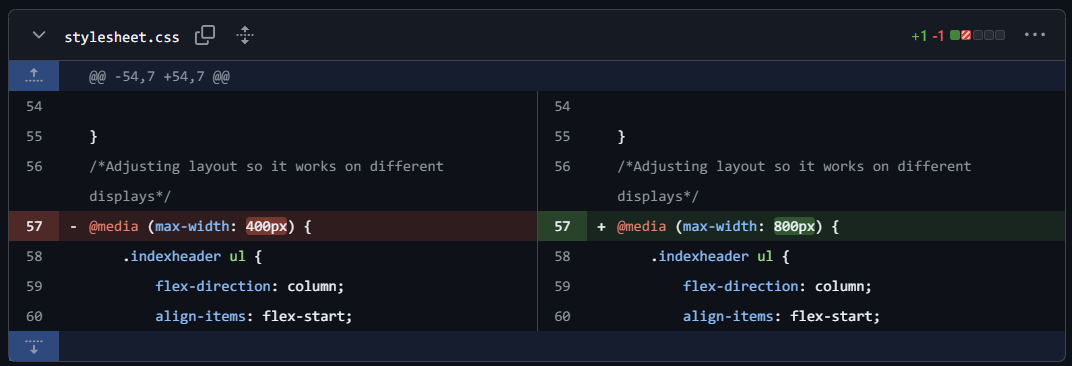 stylesheet.css +1 -1
@@ -54,7 +54,7 @@
54
55 }
56 /*Adjusting layout so it works on different
displays*/
57 - @media (max-width: 400px) {
58 .indexheader ul {
59 flex-direction: column;
60 align-items: flex-start;
54
55 }
56 /*Adjusting layout so it works on different
displays*/
57 + @media (max-width: 800px) {
58 .indexheader ul {
59 flex-direction: column;
60 align-items: flex-start;